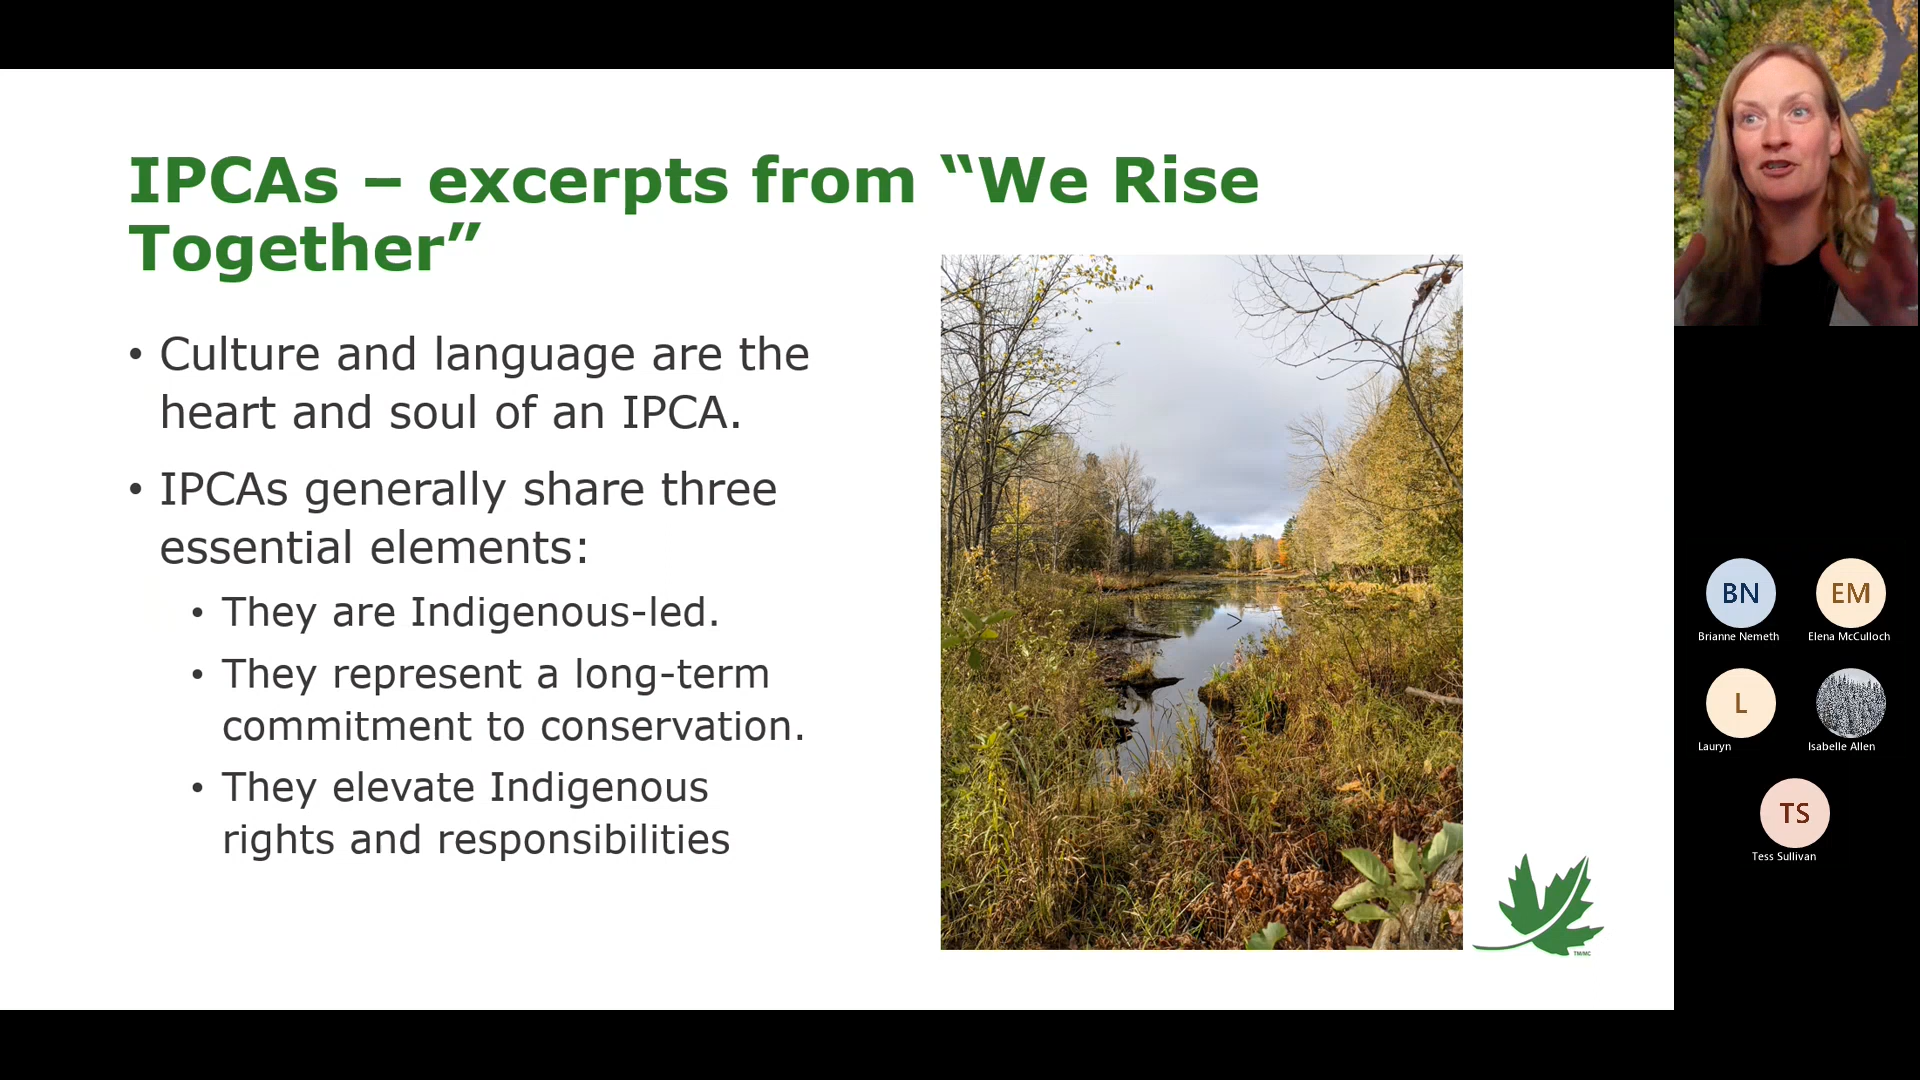 IPCAs – excerpts from “We Rise
Together”
• Culture and language are the
heart and soul of an IPCA.
• IPCAs generally share three
essential elements:
• They are Indigenous-led.
• They represent a long-term
commitment to conservation.
• They elevate Indigenous
rights and responsibilities
TM/MC
BN
Brianne Nemeth
EM
Elena McCulloch
L
Lauryn
Isabelle Allen
TS
Tess Sullivan